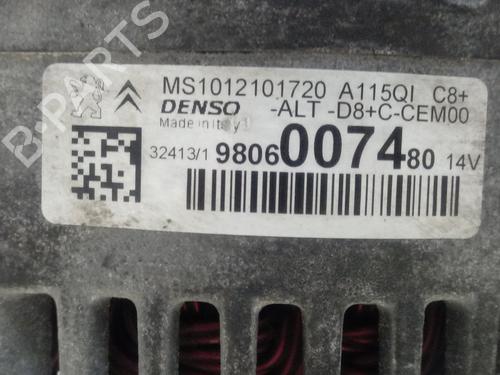 B-PARTS
MS1012101720 A115QI C8+
DENSO -ALT -D8+C-CEM00
Made in Italy
32413/1 9806007480 14V